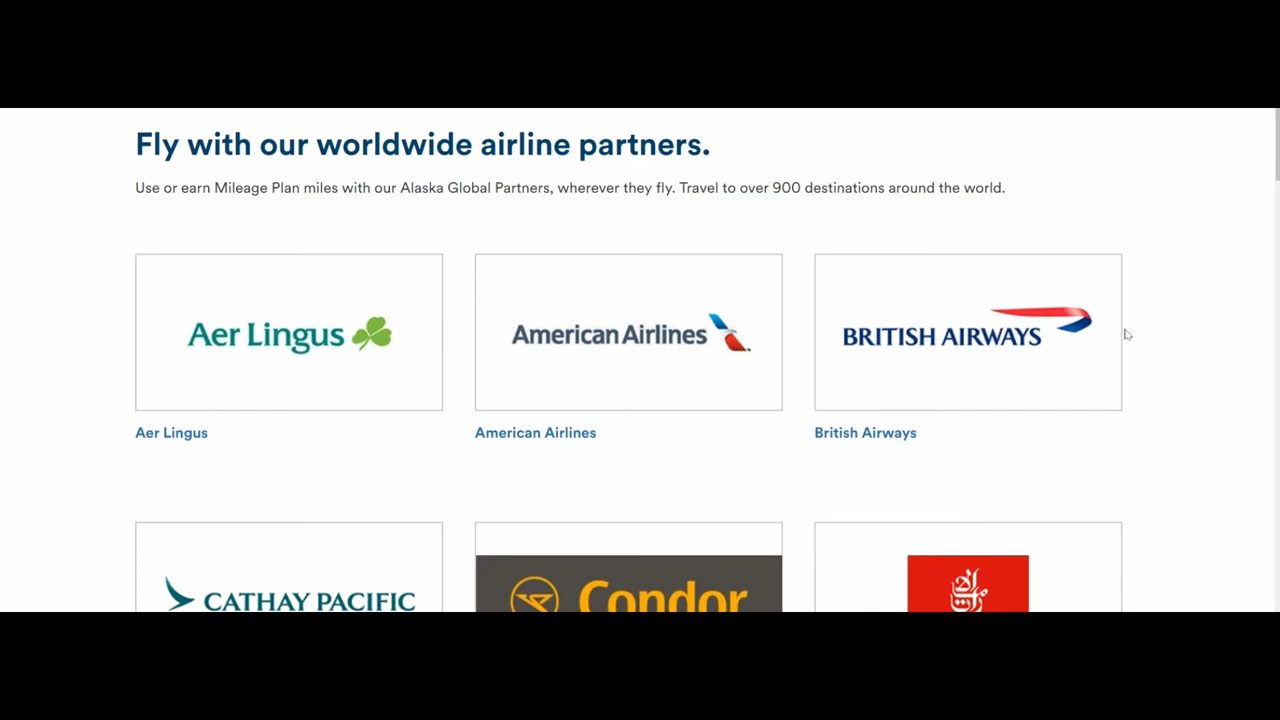 Fly with our worldwide airline partners.
Use or earn Mileage Plan miles with our Alaska Global Partners, wherever they fly. Travel to over 900 destinations around the world.
Aer Lingus
American Airlines
BRITISH AIRWAYS
Aer Lingus
American Airlines
British Airways
CATHAY PACIFIC
Condor